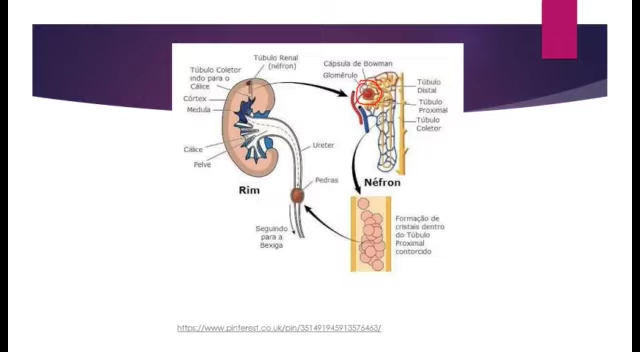 Túbulo Renal
(néfron)
Túbulo Coletor
indo para o
Cálice
Córtex
Medula
Cálice
Pelve
Rim
Ureter
Pedras
Seguindo
para a
Bexiga
Cápsula de Bowman
Glomérulo
Túbulo
Distal
Túbulo
Proximal
Túbulo
Coletor
Néfron
Formação de
cristais dentro
do Túbulo
Proximal
contorcido
https://www.pinterest.co.uk/pin/351491945913576463/